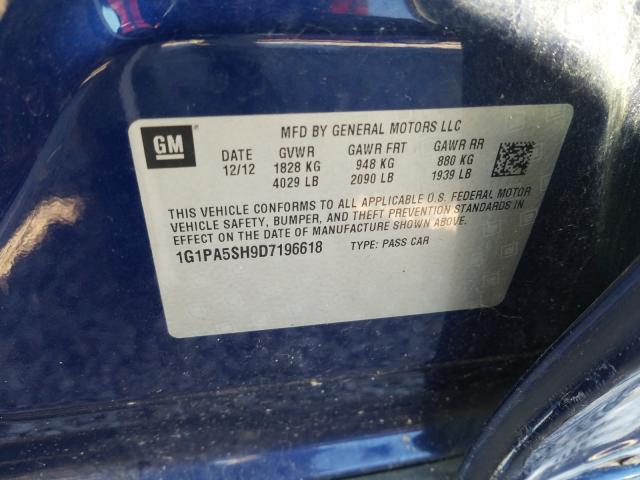 GM
MFD BY GENERAL MOTORS LLC
DATE GVWR GAWR FRT GAWR RR
12/12 1828 KG 948 KG 880 KG
4029 LB 2090 LB 1939 LB
THIS VEHICLE CONFORMS TO ALL APPLICABLE U.S. FEDERAL MOTOR
VEHICLE SAFETY, BUMPER, AND THEFT PREVENTION STANDARDS IN
EFFECT ON THE DATE OF MANUFACTURE SHOWN ABOVE.
1G1PA5SH9D7196618 TYPE: PASS CAR